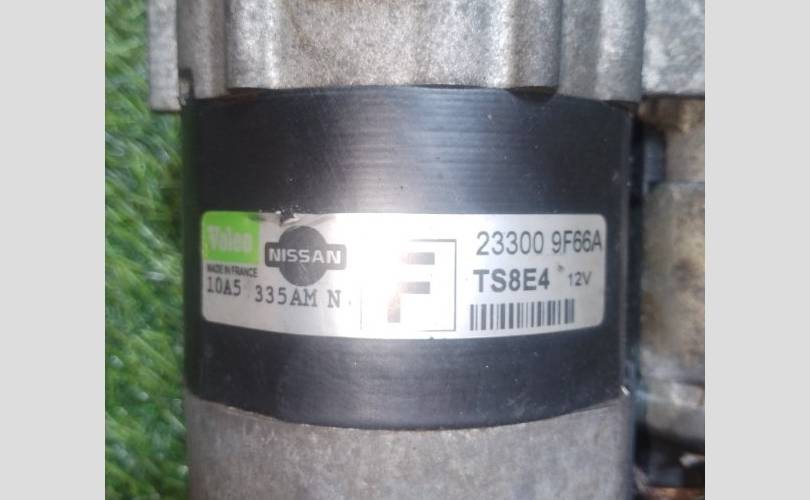 Valeo
MADE IN FRANCE
10A5 335AM N
NISSAN
F
23300 9F66A
TS8E4 12V